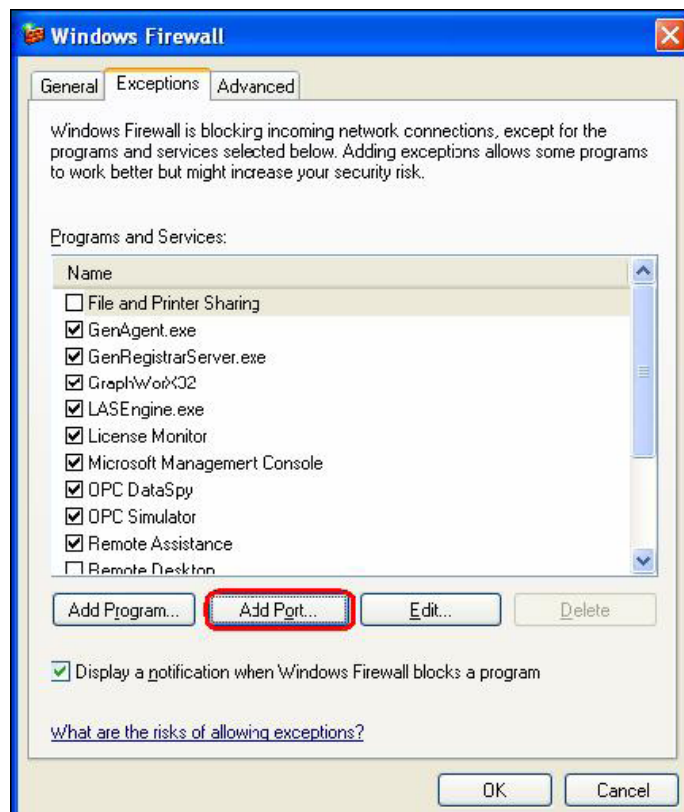 Windows Firewall
General
Exceptions
Advanced
Windows Firewall is blocking incoming network connections, except for the
programs and services selected below. Adding exceptions allows some programs
to work better but might increase your security risk.
Programs and Services:
Name
File and Printer Sharing
GenAgent.exe
GenRegistrarServer.exe
GraphWorX32
LASEngine.exe
License Monitor
Microsoft Management Console
OPC DataSpy
OPC Simulator
Remote Assistance
Remote Desktop
Add Program...
Add Port...
Edit...
Delete
Display a notification when Windows Firewall blocks a program
What are the risks of allowing exceptions?
OK
Cancel